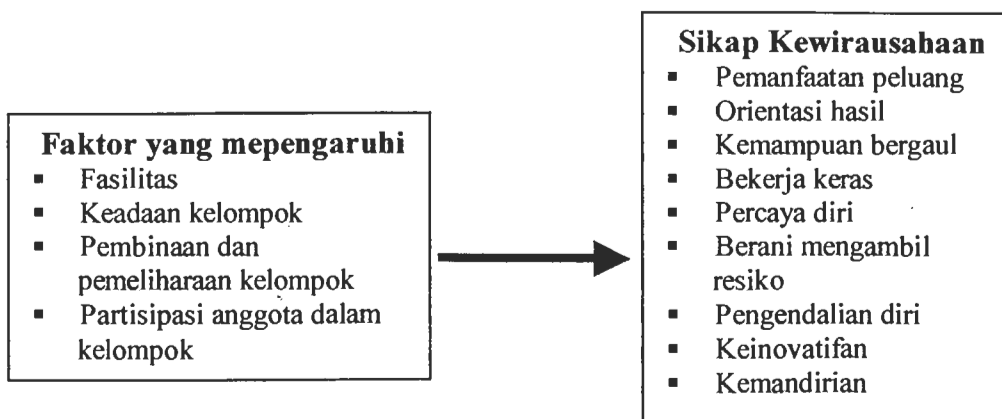 Faktor yang mepengaruhi
▪ Fasilitas
▪ Keadaan kelompok
▪ Pembinaan dan
pemeliharaan kelompok
▪ Partisipasi anggota dalam
kelompok
Sikap Kewirausahaan
▪ Pemanfaatan peluang
▪ Orientasi hasil
▪ Kemampuan bergaul
▪ Bekerja keras
▪ Percaya diri
▪ Berani mengambil
resiko
▪ Pengendalian diri
▪ Keinovatifan
▪ Kemandirian